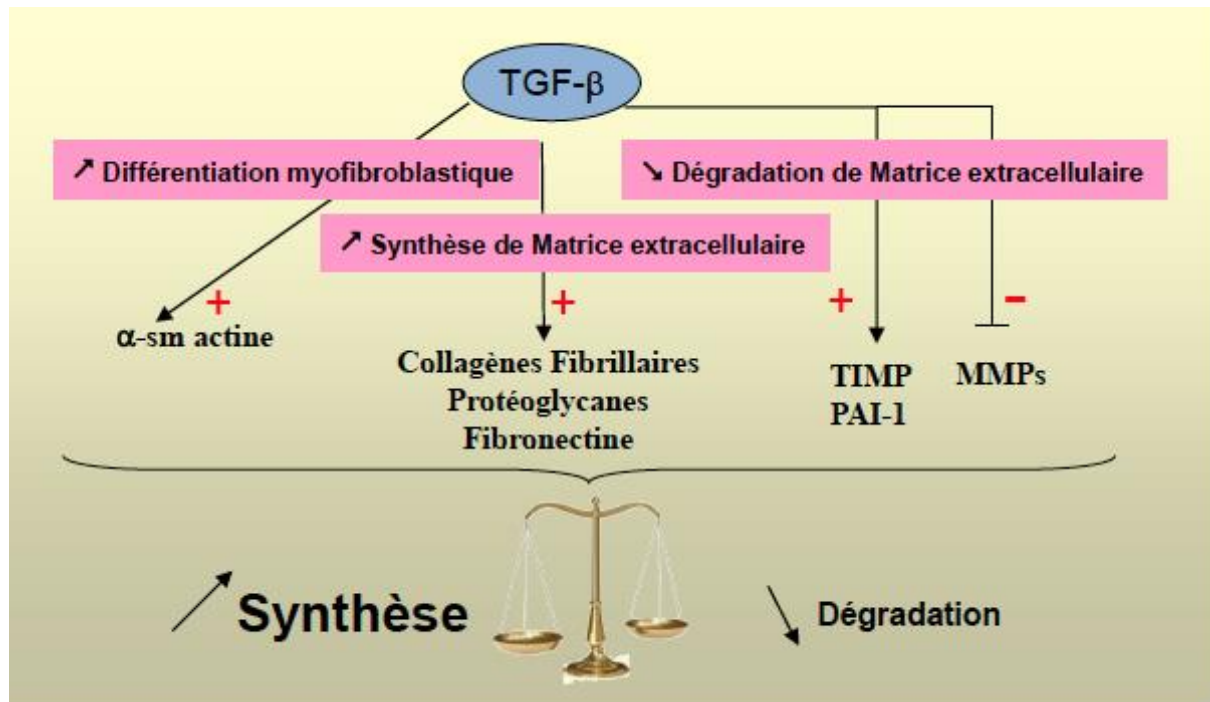 TGF-β
↗ Différentiation myofibroblastique
↘ Dégradation de Matrice extracellulaire
↗ Synthèse de Matrice extracellulaire
+
+
+
-
α-sm actine
Collagènes Fibrillaires
Protéoglycanes
Fibronectine
TIMP
PAI-1
MMPs
↗ Synthèse
↘ Dégradation